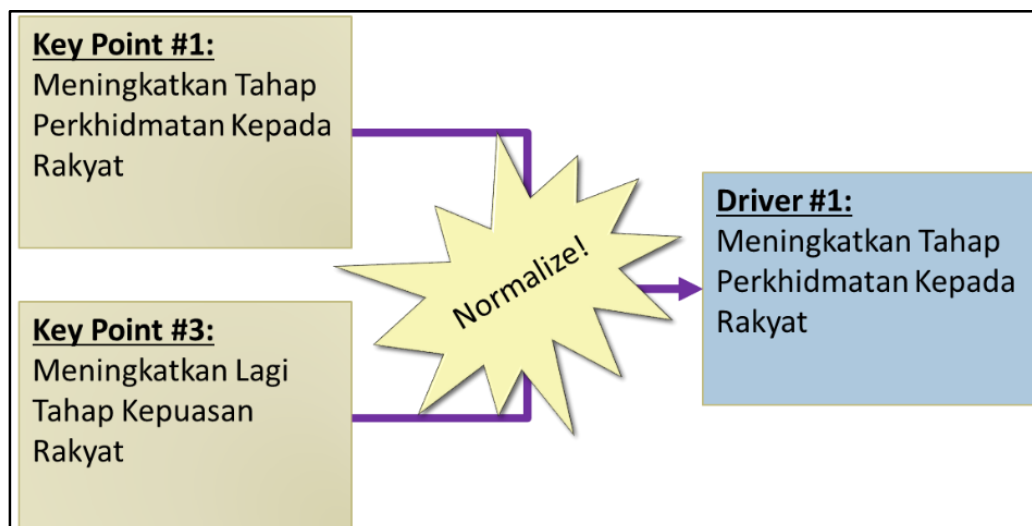 Key Point #1:
Meningkatkan Tahap
Perkhidmatan Kepada
Rakyat
Key Point #3:
Meningkatkan Lagi
Tahap Kepuasan
Rakyat
Normalize!
Driver #1:
Meningkatkan Tahap
Perkhidmatan Kepada
Rakyat